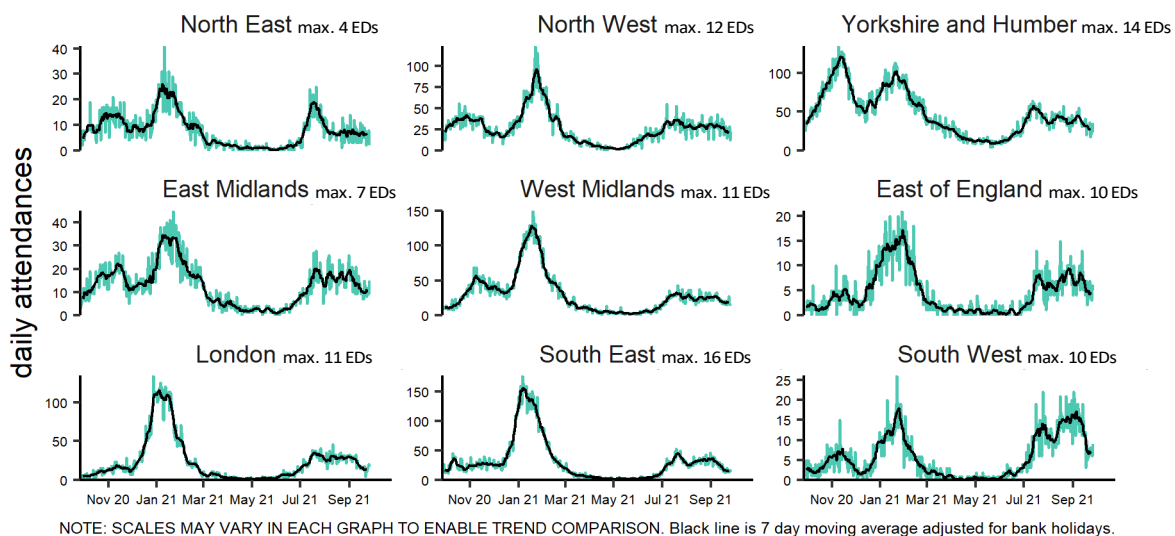 North East max. 4 EDs
North West max. 12 EDs
Yorkshire and Humber max. 14 EDs
40
30
20
10
0
100
75
50
25
0
100
50
0
East Midlands max. 7 EDs
West Midlands max. 11 EDs
East of England max. 10 EDs
40
30
20
10
0
150
100
50
0
20
15
10
5
0
daily attendances
London max. 11 EDs
South East max. 16 EDs
South West max. 10 EDs
100
50
0
150
100
50
0
25
20
15
10
5
0
Nov 20 Jan 21 Mar 21 May 21 Jul 21 Sep 21
Nov 20 Jan 21 Mar 21 May 21 Jul 21 Sep 21
Nov 20 Jan 21 Mar 21 May 21 Jul 21 Sep 21
NOTE: SCALES MAY VARY IN EACH GRAPH TO ENABLE TREND COMPARISON. Black line is 7 day moving average adjusted for bank holidays.